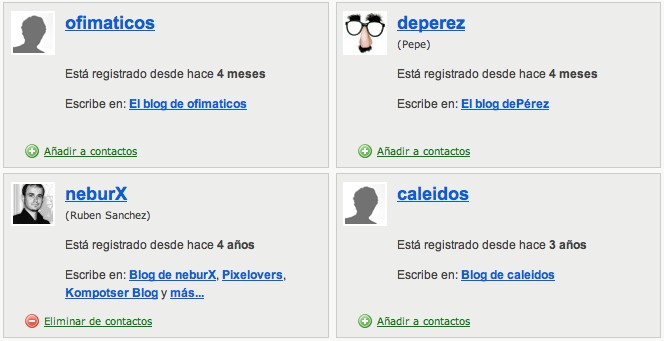 ofimaticos
Está registrado desde hace 4 meses
Escribe en: El blog de ofimaticos
Añadir a contactos
deperez
(Pepe)
Está registrado desde hace 4 meses
Escribe en: El blog dePérez
Añadir a contactos
neburX
(Ruben Sanchez)
Está registrado desde hace 4 años
Escribe en: Blog de neburX, Pixelovers,
Kompotser Blog y más...
Eliminar de contactos
caleidos
Está registrado desde hace 3 años
Escribe en: Blog de caleidos
Añadir a contactos